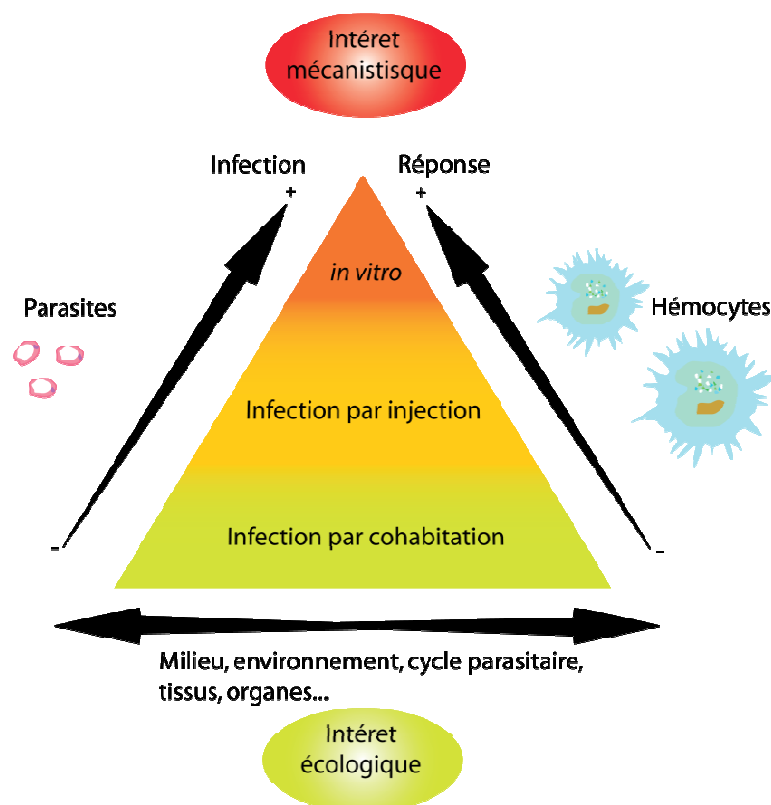 Intéret
mécanistisque
Infection
Réponse
+
+
in vitro
Parasites
Hémocytes
Infection par injection
Infection par cohabitation
-
-
Milieu, environnement, cycle parasitaire,
tissus, organes...
Intéret
écologique